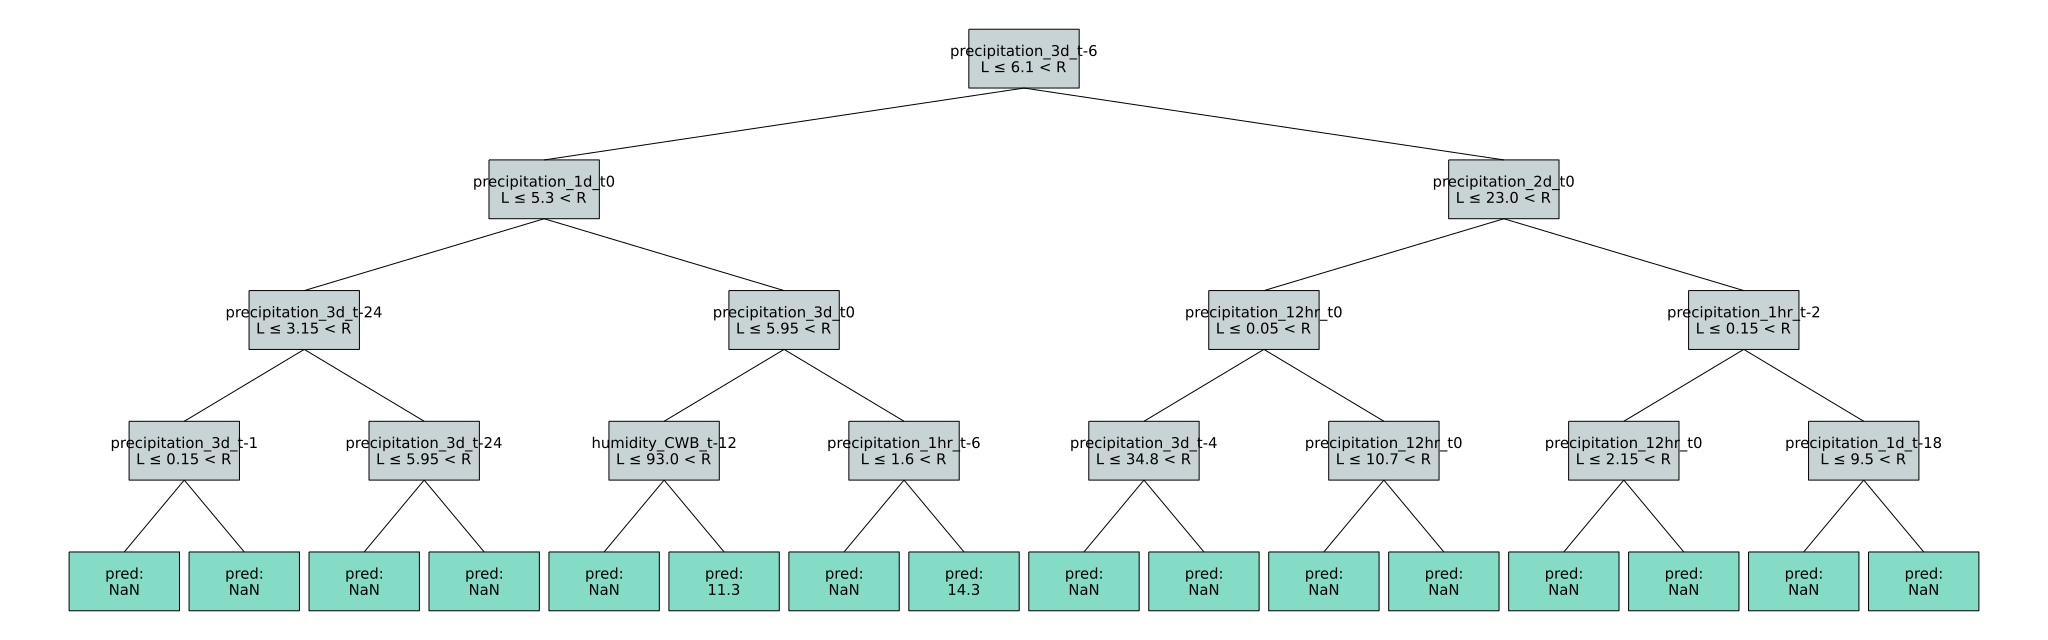 precipitation_3d_t-6
L ≤ 6.1 < R
precipitation_1d_t0
L ≤ 5.3 < R
precipitation_2d_t0
L ≤ 23.0 < R
precipitation_3d_t-24
L ≤ 3.15 < R
precipitation_3d_t0
L ≤ 5.95 < R
precipitation_12hr_t0
L ≤ 0.05 < R
precipitation_1hr_t-2
L ≤ 0.15 < R
precipitation_3d_t-1
L ≤ 0.15 < R
precipitation_3d_t-24
L ≤ 5.95 < R
humidity_CWB_t-12
L ≤ 93.0 < R
precipitation_1hr_t-6
L ≤ 1.6 < R
precipitation_3d_t-4
L ≤ 34.8 < R
precipitation_12hr_t0
L ≤ 10.7 < R
precipitation_12hr_t0
L ≤ 2.15 < R
precipitation_1d_t-18
L ≤ 9.5 < R
pred:
NaN
pred:
NaN
pred:
NaN
pred:
NaN
pred:
NaN
pred:
11.3
pred:
NaN
pred:
14.3
pred:
NaN
pred:
NaN
pred:
NaN
pred:
NaN
pred:
NaN
pred:
NaN
pred:
NaN
pred:
NaN